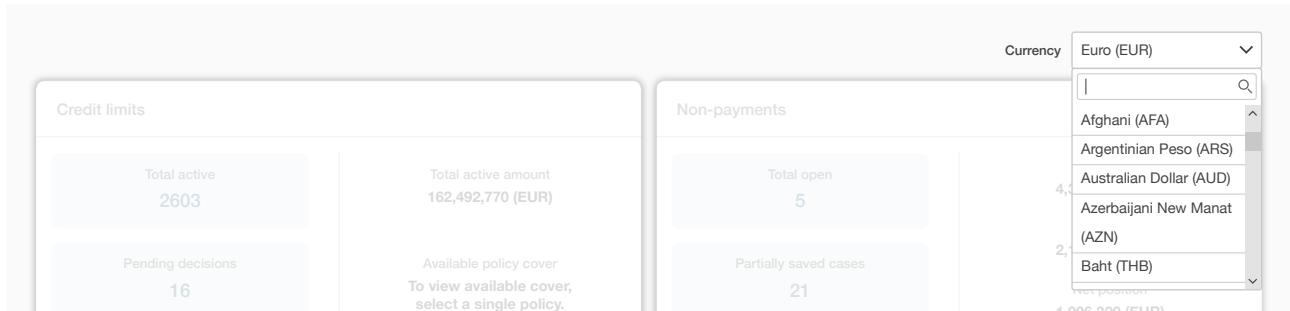 Currency
Euro (EUR)
Credit limits
Non-payments
Afghani (AFA)
Argentinian Peso (ARS)
Australian Dollar (AUD)
Azerbaijani New Manat
(AZN)
Baht (THB)
Total active
2603
Total active amount
162,492,770 (EUR)
Total open
5
Pending decisions
16
Available policy cover
To view available cover,
select a single policy.
Partially saved cases
21
Net position